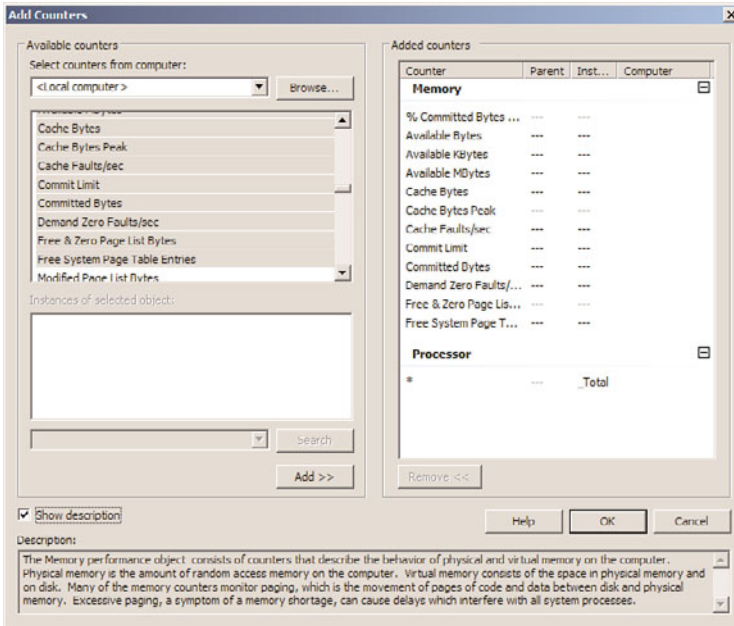 Add Counters
Available counters
Select counters from computer:
<Local computer>
Browse...
Available MBytes
Cache Bytes
Cache Bytes Peak
Cache Faults/sec
Commit Limit
Committed Bytes
Demand Zero Faults/sec
Free & Zero Page List Bytes
Free System Page Table Entries
Modified Page List Bytes
Instances of selected object:
Search
Add >>
Added counters
Counter Parent Inst... Computer
Memory
% Committed Bytes ... --- ---
Available Bytes --- ---
Available KBytes --- ---
Available MBytes --- ---
Cache Bytes --- ---
Cache Bytes Peak --- ---
Cache Faults/sec --- ---
Commit Limit --- ---
Committed Bytes --- ---
Demand Zero Faults/... --- ---
Free & Zero Page Lis... --- ---
Free System Page T... --- ---
Processor
* --- _Total
Remove <<
Show description
Help
OK
Cancel
Description:
The Memory performance object consists of counters that describe the behavior of physical and virtual memory on the computer.
Physical memory is the amount of random access memory on the computer. Virtual memory consists of the space in physical memory and
on disk. Many of the memory counters monitor paging, which is the movement of pages of code and data between disk and physical
memory. Excessive paging, a symptom of a memory shortage, can cause delays which interfere with all system processes.